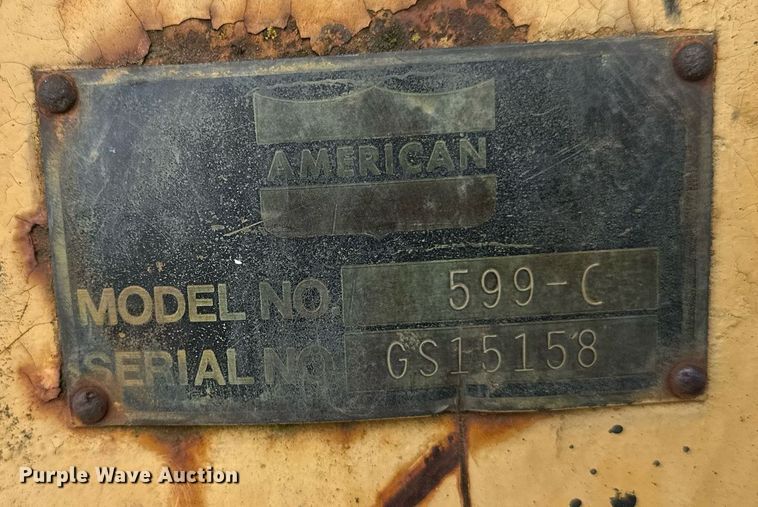 AMERICAN
MODEL NO. 599-C
SERIAL NO. GS15158
Purple Wave Auction